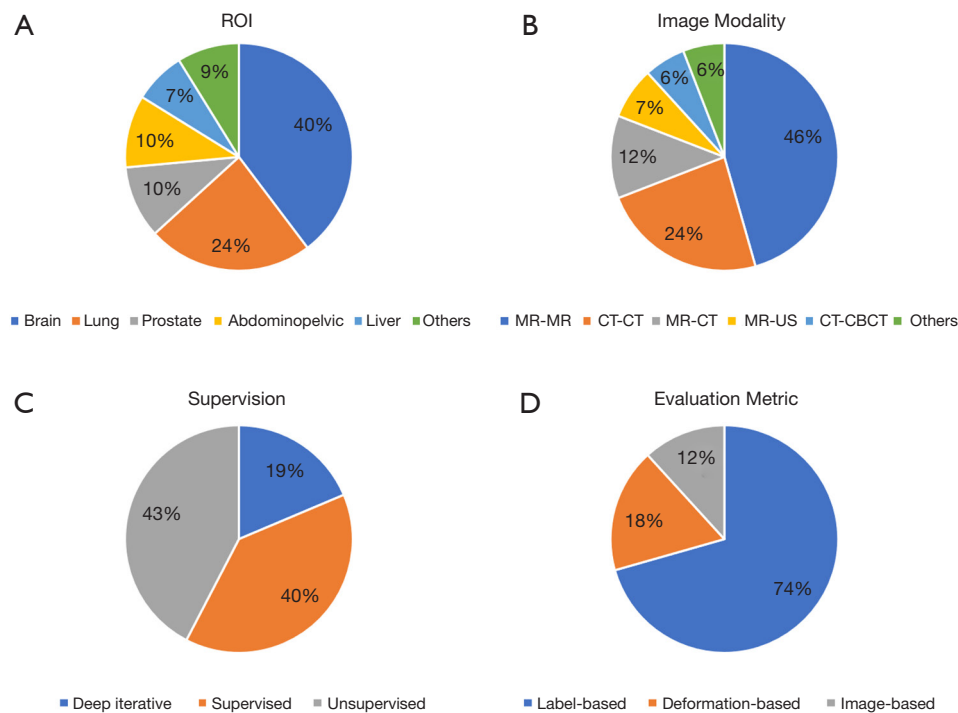 A
ROI
9%
7%
40%
10%
10%
24%
Brain Lung Prostate Abdominopelvic Liver Others
B
Image Modality
6%
6%
7%
46%
12%
24%
MR-MR CT-CT MR-CT MR-US CT-CBCT Others
C
Supervision
19%
43%
40%
Deep iterative Supervised Unsupervised
D
Evaluation Metric
12%
18%
74%
Label-based Deformation-based Image-based